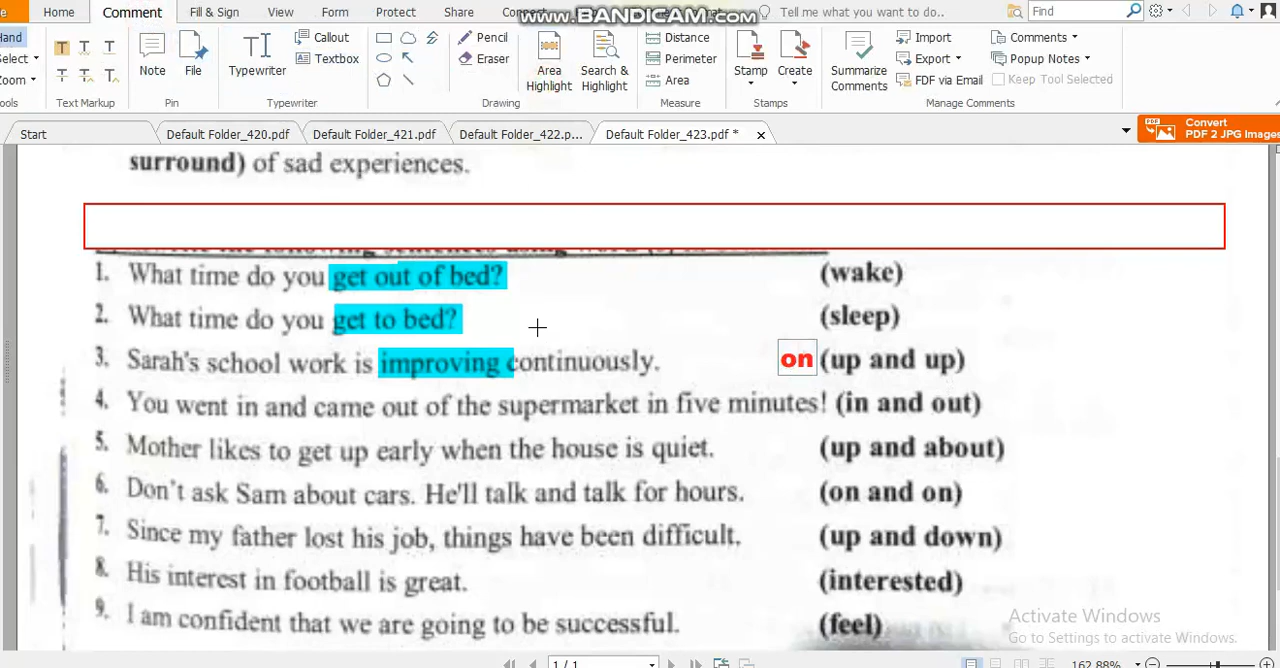 Home Comment Fill & Sign View Form Protect Share www.BANDICAM.com Tell me what you want to do.. Find
Hand
Select
Zoom
Callout
Textbox
Pencil
Eraser
Distance
Perimeter
Area
Import
Export
FDF via Email
Comments
Popup Notes
Keep Tool Selected
Note File Typewriter Area Highlight Search & Highlight Stamp Create Summarize Comments
Text Markup Pin Typewriter Drawing Measure Stamps Manage Comments
Start Default Folder_420.pdf Default Folder_421.pdf Default Folder_422.p... Default Folder_423.pdf * Convert
PDF 2 JPG Images
surround) of sad experiences.
1. What time do you get out of bed? (wake)
2. What time do you get to bed? (sleep)
3. Sarah's school work is improving continuously. on (up and up)
4. You went in and came out of the supermarket in five minutes! (in and out)
5. Mother likes to get up early when the house is quiet. (up and about)
6. Don't ask Sam about cars. He'll talk and talk for hours. (on and on)
7. Since my father lost his job, things have been difficult. (up and down)
8. His interest in football is great. (interested)
9. I am confident that we are going to be successful. (feel)
Activate Windows
Go to Settings to activate Windows.
1 / 1 162.88%